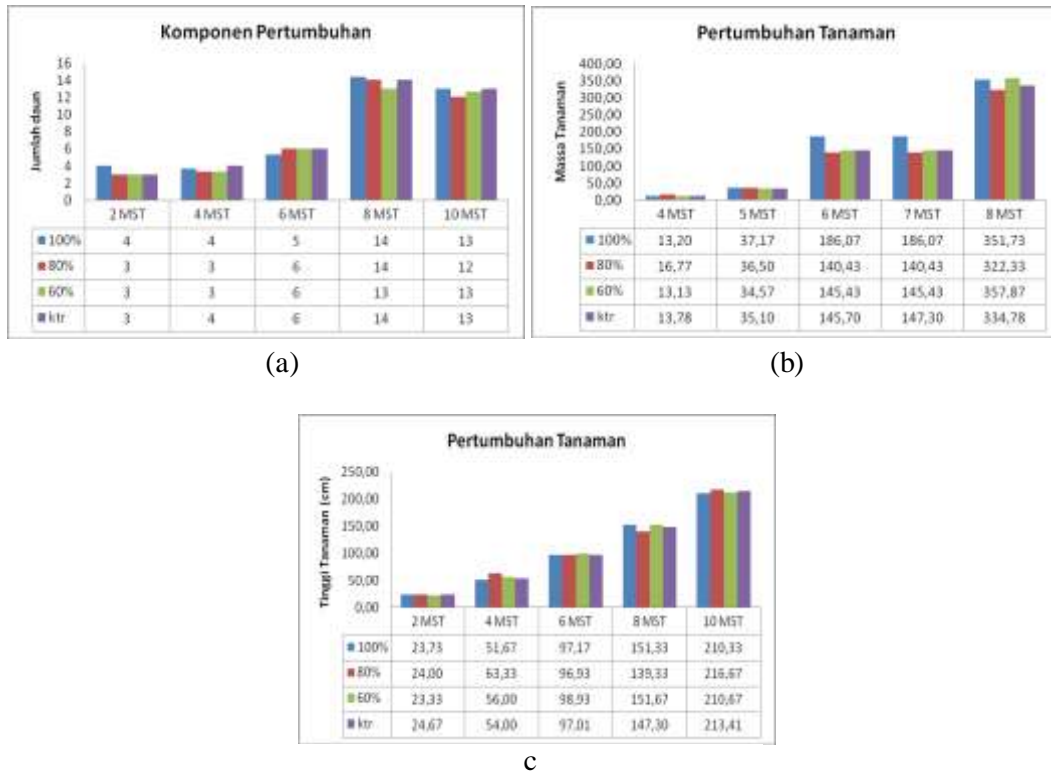 Komponen Pertumbuhan
Jumlah daun
16
14
12
10
8
6
4
2
0
2 MST 4 MST 6 MST 8 MST 10 MST
100% 4 4 5 14 13
80% 3 3 6 14 12
60% 3 3 6 13 13
ktr 3 4 6 14 13
(a)
Pertumbuhan Tanaman
Massa Tanaman
400,00
350,00
300,00
250,00
200,00
150,00
100,00
50,00
0,00
4 MST 5 MST 6 MST 7 MST 8 MST
100% 13,20 37,17 186,07 186,07 351,73
80% 16,77 36,50 140,43 140,43 322,33
60% 13,13 34,57 145,43 145,43 357,87
ktr 13,78 35,10 145,70 147,30 334,78
(b)
Pertumbuhan Tanaman
Tinggi Tanaman (cm)
250,00
200,00
150,00
100,00
50,00
0,00
2 MST 4 MST 6 MST 8 MST 10 MST
100% 23,73 51,67 97,17 151,33 210,33
80% 24,00 63,33 96,93 139,33 216,67
60% 23,33 56,00 98,93 151,67 210,67
ktr 24,67 54,00 97,01 147,30 213,41
c